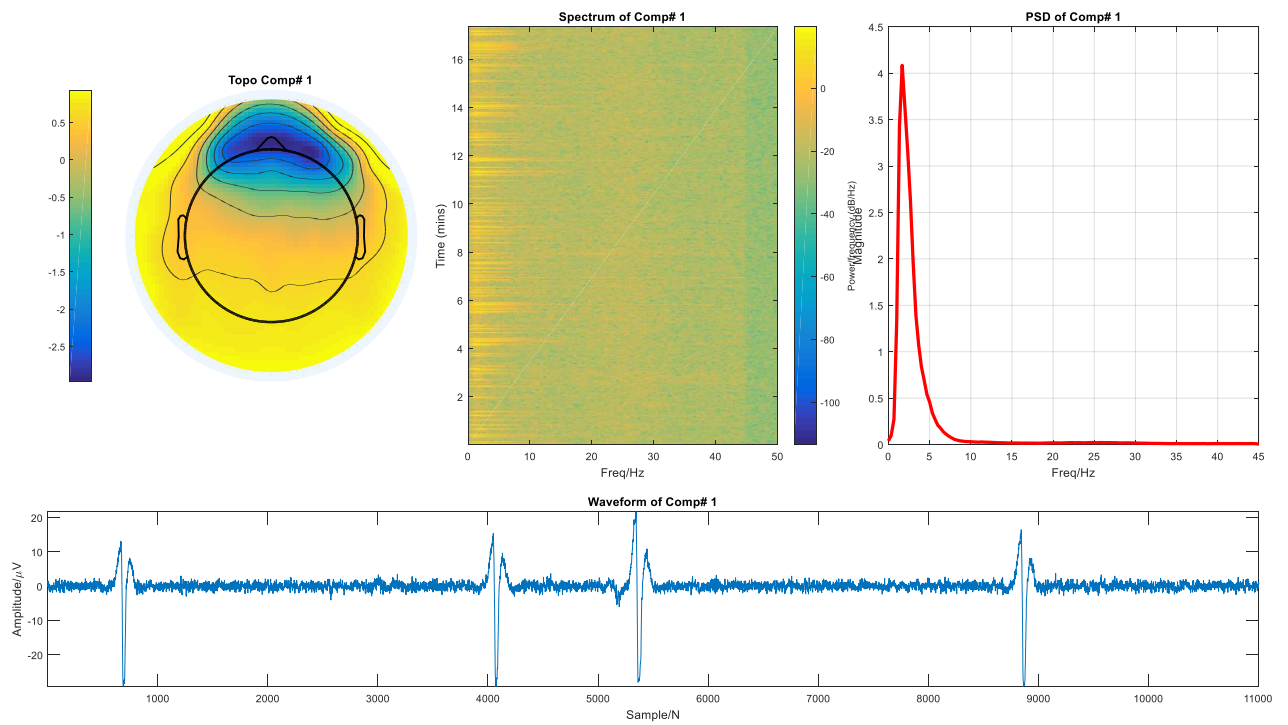 Topo Comp# 1
0.5
0
-0.5
-1
-1.5
-2
-2.5
Spectrum of Comp# 1
Time (mins)
16
14
12
10
8
6
4
2
0 10 20 30 40 50
Freq/Hz
0
-20
-40
-60
-80
-100
Power/frequency (dB/Hz)
PSD of Comp# 1
Magnitude
4.5
4
3.5
3
2.5
2
1.5
1
0.5
0
0 5 10 15 20 25 30 35 40 45
Freq/Hz
Waveform of Comp# 1
Amplitude/μV
20
10
0
-10
-20
1000 2000 3000 4000 5000 6000 7000 8000 9000 10000 11000
Sample/N